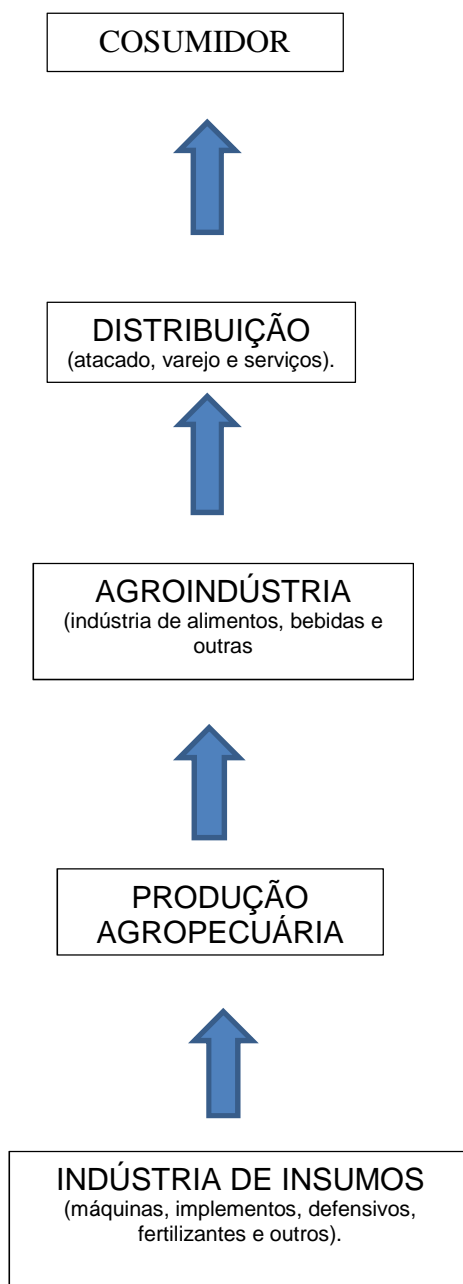 COSUMIDOR
DISTRIBUIÇÃO
(atacado, varejo e serviços).
AGROINDÚSTRIA
(indústria de alimentos, bebidas e
outras
PRODUÇÃO
AGROPECUÁRIA
INDÚSTRIA DE INSUMOS
(máquinas, implementos, defensivos,
fertilizantes e outros).